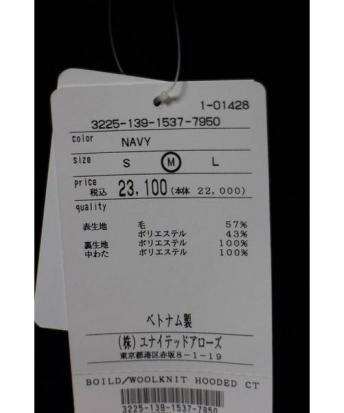 1-01428
3225-139-1537-7950
color NAVY
size S M L
price 税込 23,100(本体 22,000)
quality
表生地 毛 57%
ポリエステル 43%
裏生地 ポリエステル 100%
中わた ポリエステル 100%
ベトナム製
(株)ユナイテッドアローズ
東京都港区赤坂8-1-19
BOILD/WOOLKNIT HOODED CT
3225-139-1537-7950